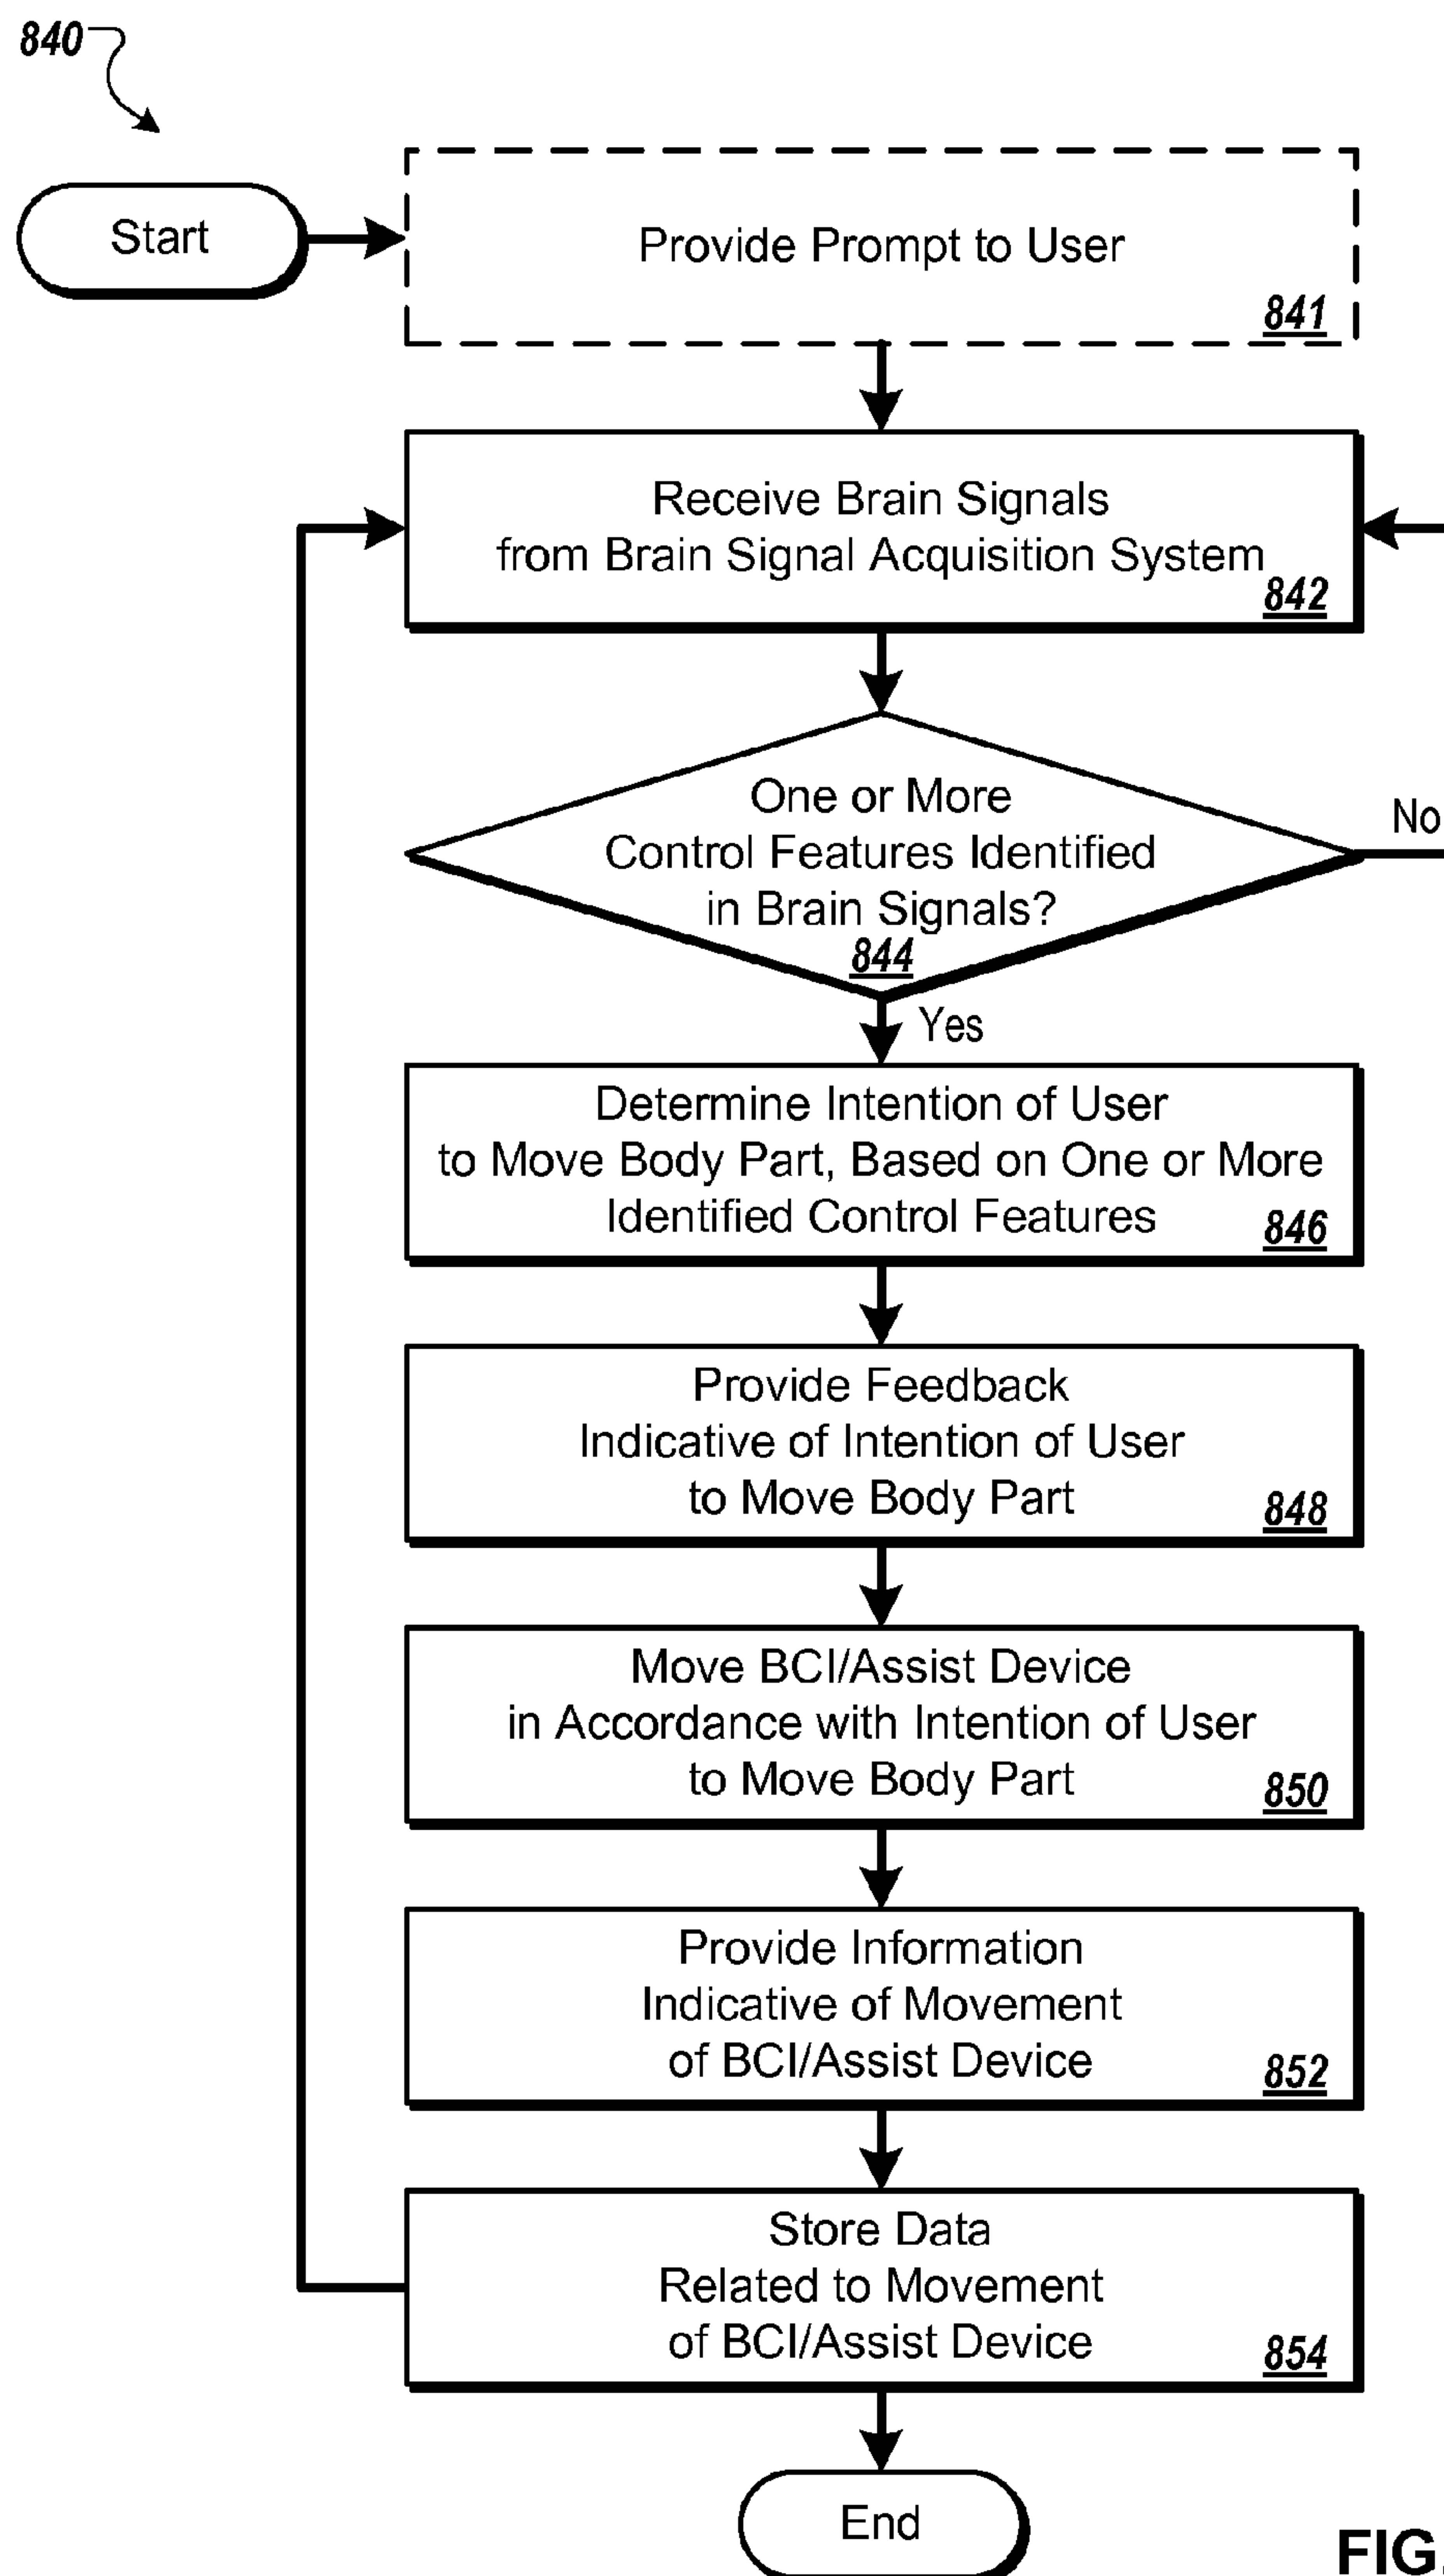 840
Start
Provide Prompt to User
841
Receive Brain Signals
from Brain Signal Acquisition System
842
One or More
Control Features Identified
in Brain Signals?
844
No
Yes
Determine Intention of User
to Move Body Part, Based on One or More
Identified Control Features
846
Provide Feedback
Indicative of Intention of User
to Move Body Part
848
Move BCI/Assist Device
in Accordance with Intention of User
to Move Body Part
850
Provide Information
Indicative of Movement
of BCI/Assist Device
852
Store Data
Related to Movement
of BCI/Assist Device
854
End
FIG.